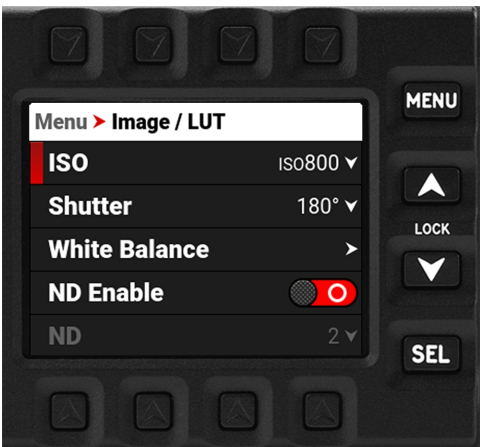 Menu > Image / LUT
MENU
ISO ISO800
Shutter 180°
LOCK
White Balance
ND Enable
ND 2
SEL